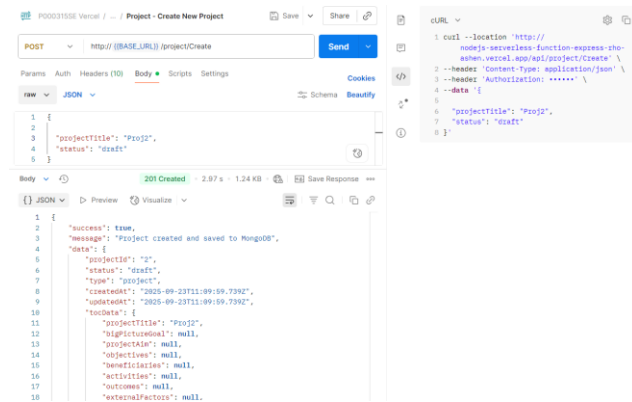 P000315SE Vercel / ... / Project - Create New Project
Save
Share
POST
http:// {{BASE_URL}} /project/Create
Send
Params Auth Headers (10) Body Scripts Settings
Cookies
raw JSON
Schema Beautify
1 {
2
3 "projectTitle": "Proj2",
4 "status": "draft"
5 }
Body
201 Created · 2.97 s · 1.24 KB
Save Response
{} JSON Preview Visualize
1 {
2 "success": true,
3 "message": "Project created and saved to MongoDB",
4 "data": {
5 "projectId": "2",
6 "status": "draft",
7 "type": "project",
8 "createdAt": "2025-09-23T11:09:59.739Z",
9 "updatedAt": "2025-09-23T11:09:59.739Z",
10 "tocData": {
11 "projectTitle": "Proj2",
12 "bigPictureGoal": null,
13 "projectAim": null,
14 "objectives": null,
15 "beneficiaries": null,
16 "activities": null,
17 "outcomes": null,
18 "externalFactors": null,
cURL
1 curl --location 'http://
nodejs-serverless-function-express-rho-
ashen.vercel.app/api/project/Create' \
2 --header 'Content-Type: application/json' \
3 --header 'Authorization: ••••••' \
4 --data '{
5
6 "projectTitle": "Proj2",
7 "status": "draft"
8 }'